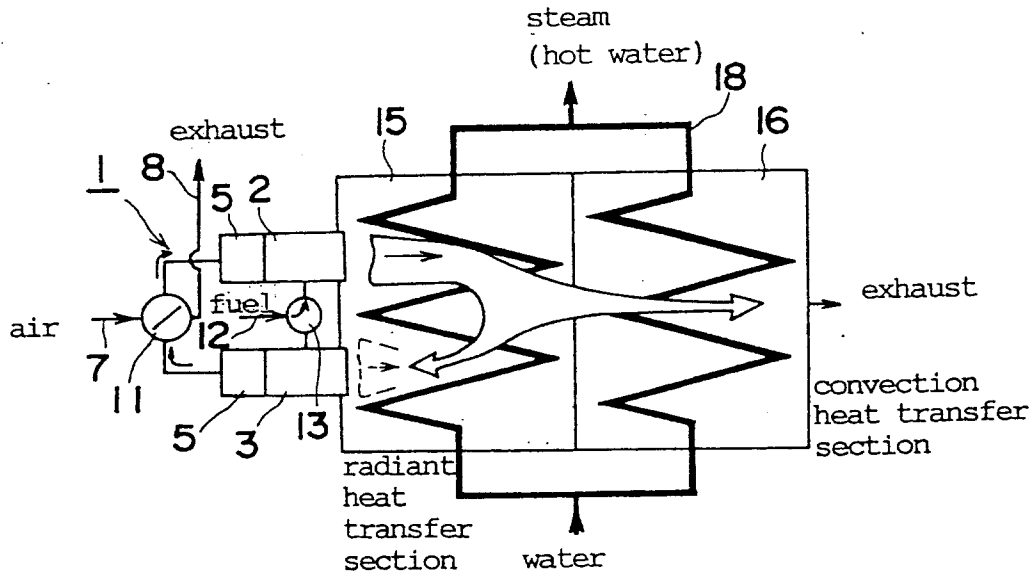 steam
(hot water)
18
15
16
exhaust
8
1
5
2
fuel
air
12
exhaust
7
11
13
5
3
convection
heat transfer
section
radiant
heat
transfer
section
water